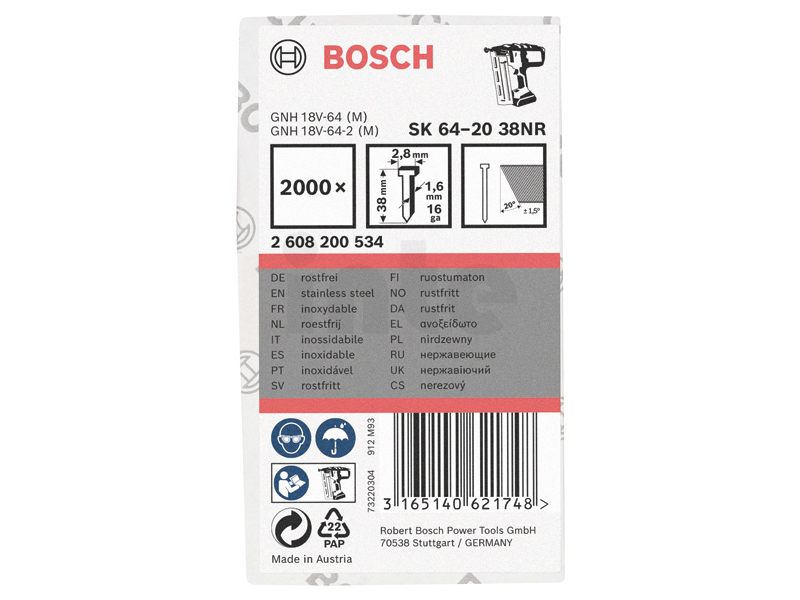 BOSCH
GNH 18V-64 (M)
GNH 18V-64-2 (M)
SK 64-20 38NR
2000 ×
2,8 mm
38 mm
1,6 mm
16 ga
20°
± 1,5°
2 608 200 534
DE rostfrei
EN stainless steel
FR inoxydable
NL roestfrij
IT inossidabile
ES inoxidable
PT inoxidável
SV rostfritt
FI ruostumaton
NO rustfritt
DA rustfrit
EL ανοξείδωτο
PL nirdzewny
RU нержавеющие
UK нержавіючий
CS nerezový
912 M93
73220304
3 165140 621748 >
22
PAP
Made in Austria
Robert Bosch Power Tools GmbH
70538 Stuttgart / GERMANY